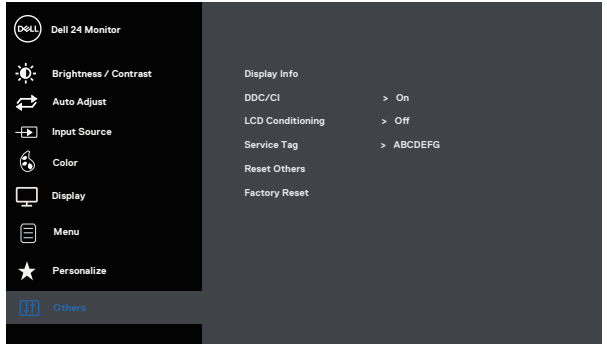 DELL Dell 24 Monitor
Brightness / Contrast
Auto Adjust
Input Source
Color
Display
Menu
Personalize
Others
Display Info
DDC/CI > On
LCD Conditioning > Off
Service Tag > ABCDEFG
Reset Others
Factory Reset